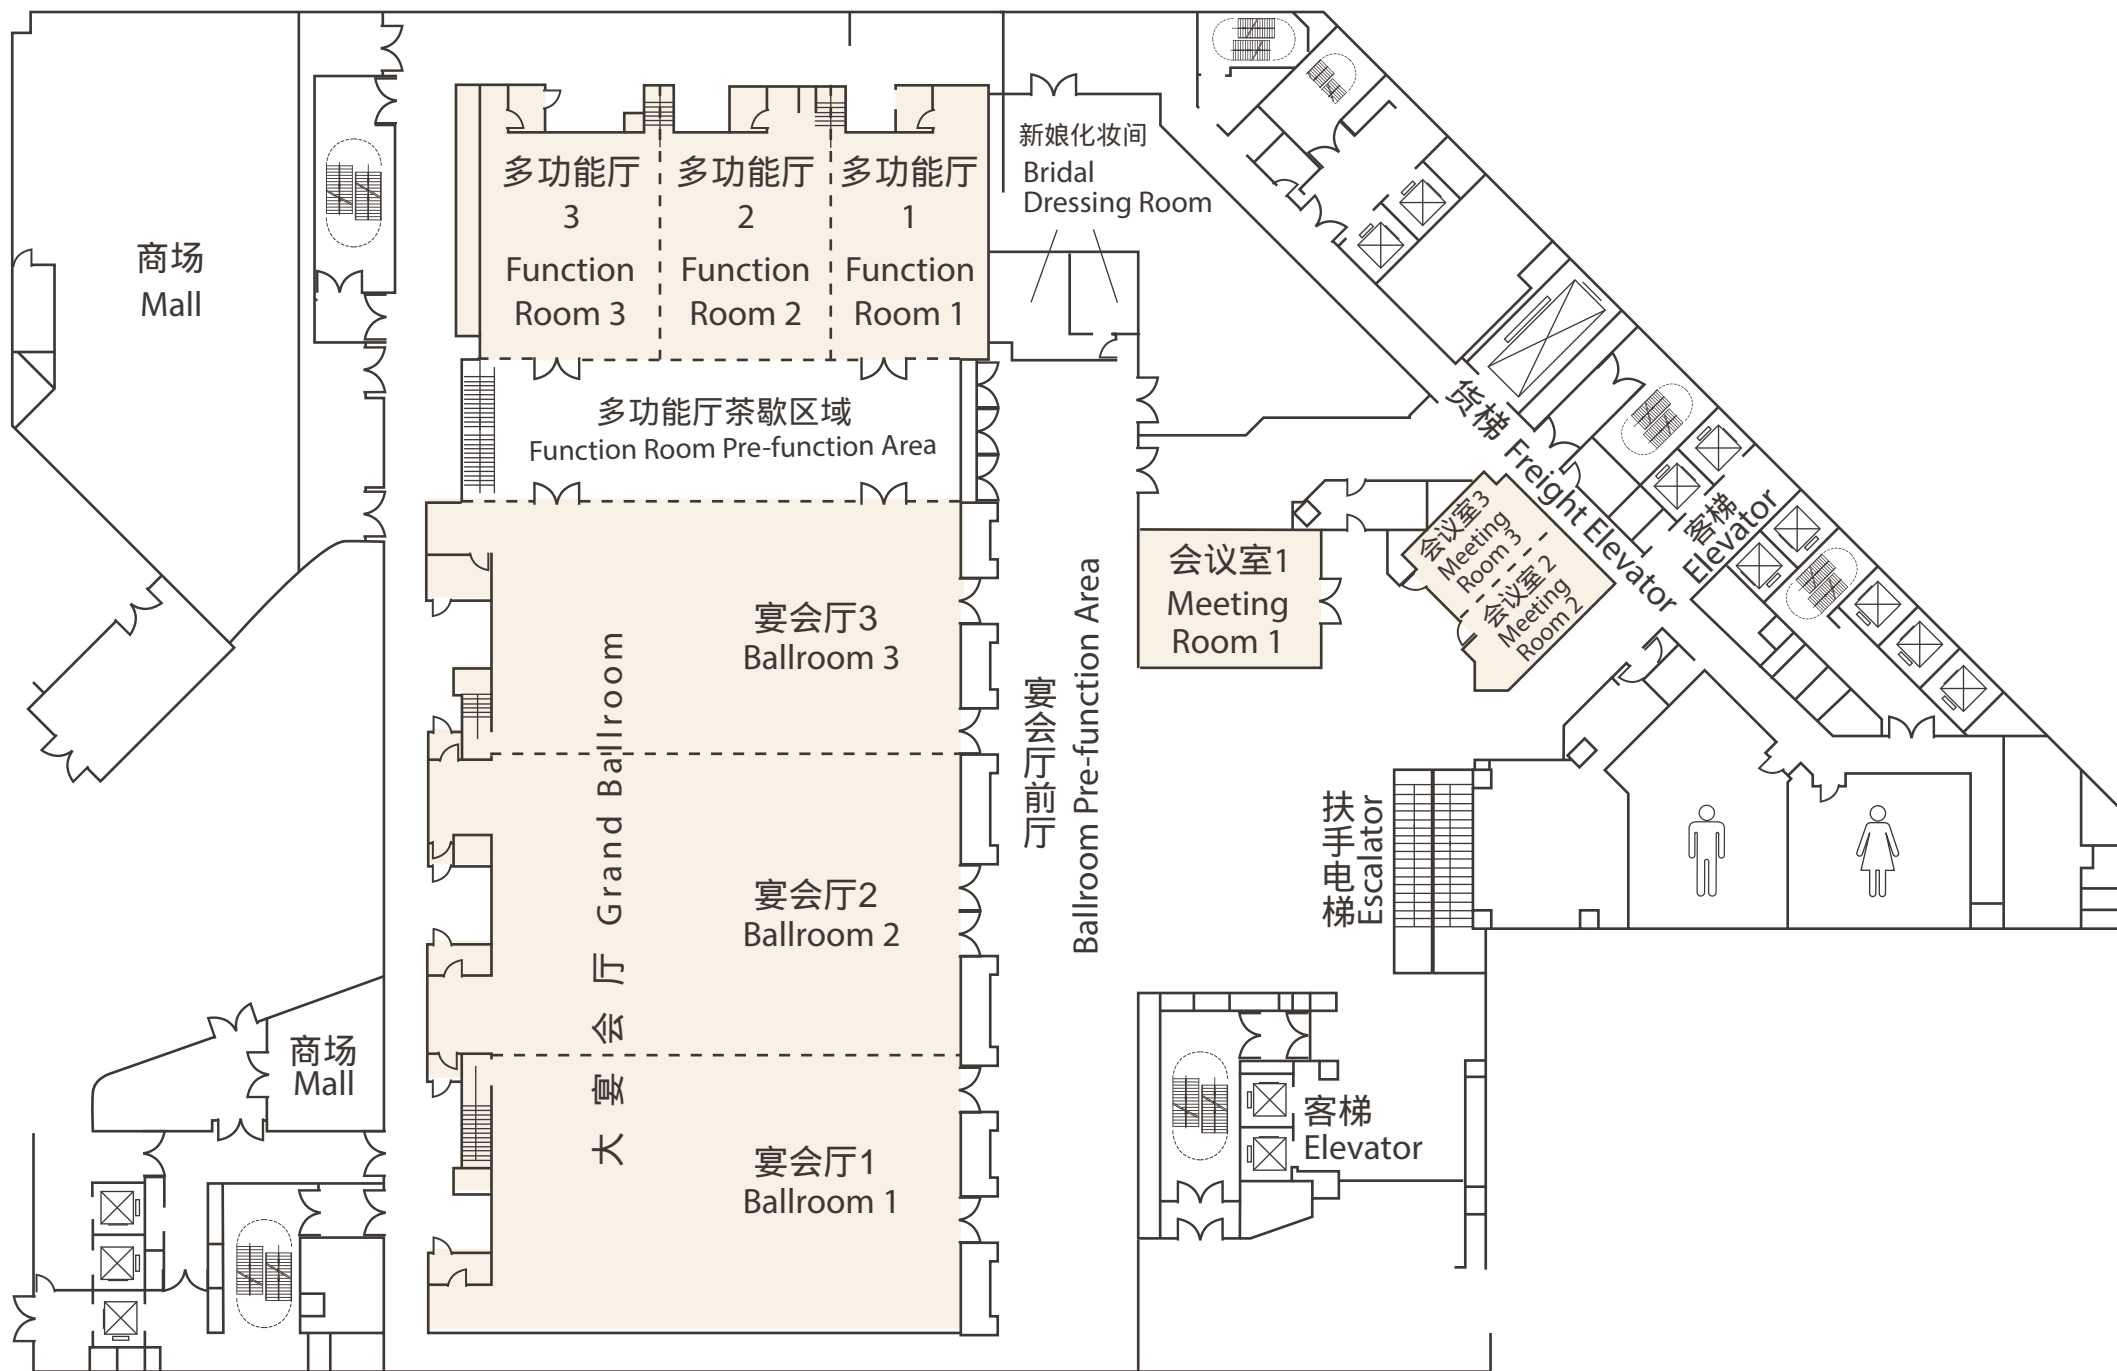 新娘化妆间
Bridal
Dressing Room
多功能厅
3
Function
Room 3
多功能厅
2
Function
Room 2
多功能厅
1
Function
Room 1
商场
Mall
多功能厅茶歇区域
Function Room Pre-function Area
货梯 Freight Elevator
客梯
Elevator
会议室3
Meeting
Room 3
会议室 2
Meeting
Room 2
会议室1
Meeting
Room 1
宴会厅3
Ballroom 3
大宴会厅 Grand Ballroom
宴会厅前厅
Ballroom Pre-function Area
扶手电梯
Escalator
宴会厅2
Ballroom 2
商场
Mall
客梯
Elevator
宴会厅1
Ballroom 1